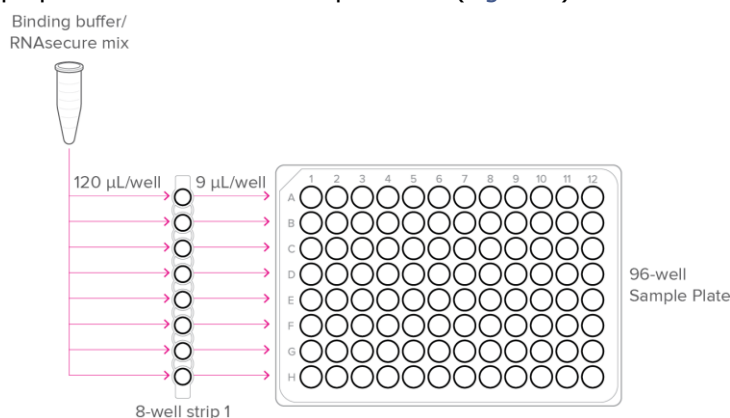 Binding buffer/
RNAsecure mix
120 µL/well
9 µL/well
1 2 3 4 5 6 7 8 9 10 11 12
A
B
C
D
E
F
G
H
96-well
Sample Plate
8-well strip 1